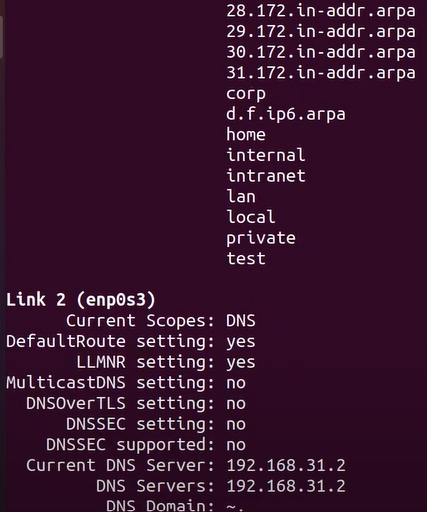 28.172.in-addr.arpa
29.172.in-addr.arpa
30.172.in-addr.arpa
31.172.in-addr.arpa
corp
d.f.ip6.arpa
home
internal
intranet
lan
local
private
test
Link 2 (enp0s3)
Current Scopes: DNS
DefaultRoute setting: yes
LLMNR setting: yes
MulticastDNS setting: no
DNSOverTLS setting: no
DNSSEC setting: no
DNSSEC supported: no
Current DNS Server: 192.168.31.2
DNS Servers: 192.168.31.2
DNS Domain: ~.